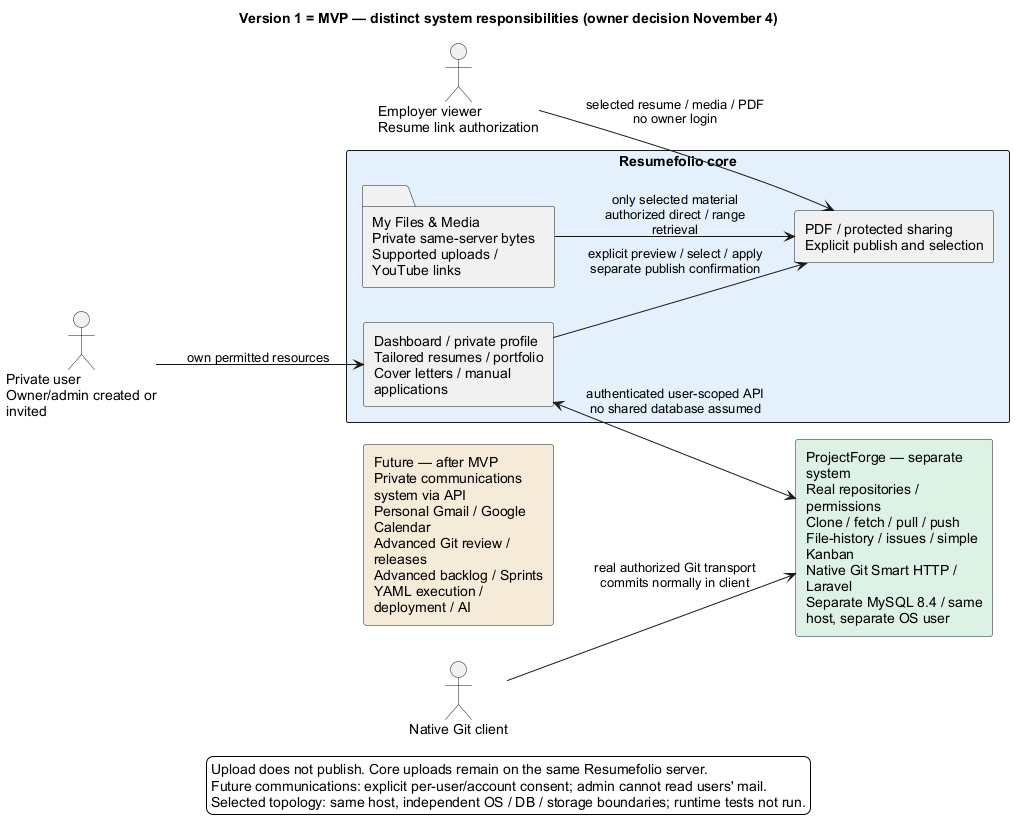 Version 1 = MVP — distinct system responsibilities (owner decision November 4)
Employer viewer
Resume link authorization
selected resume / media / PDF
no owner login
Resumefolio core
My Files & Media
Private same-server bytes
Supported uploads /
YouTube links
only selected material
authorized direct / range
retrieval
PDF / protected sharing
Explicit publish and selection
explicit preview / select / apply
separate publish confirmation
Private user
Owner/admin created or
invited
own permitted resources
Dashboard / private profile
Tailored resumes / portfolio
Cover letters / manual
applications
authenticated user-scoped API
no shared database assumed
Future — after MVP
Private communications
system via API
Personal Gmail / Google
Calendar
Advanced Git review /
releases
Advanced backlog / Sprints
YAML execution /
deployment / AI
ProjectForge — separate
system
Real repositories /
permissions
Clone / fetch / pull / push
File-history / issues / simple
Kanban
Native Git Smart HTTP /
Laravel
Separate MySQL 8.4 / same
host, separate OS user
real authorized Git transport
commits normally in client
Native Git client
Upload does not publish. Core uploads remain on the same Resumefolio server.
Future communications: explicit per-user/account consent; admin cannot read users' mail.
Selected topology: same host, independent OS / DB / storage boundaries; runtime tests not run.